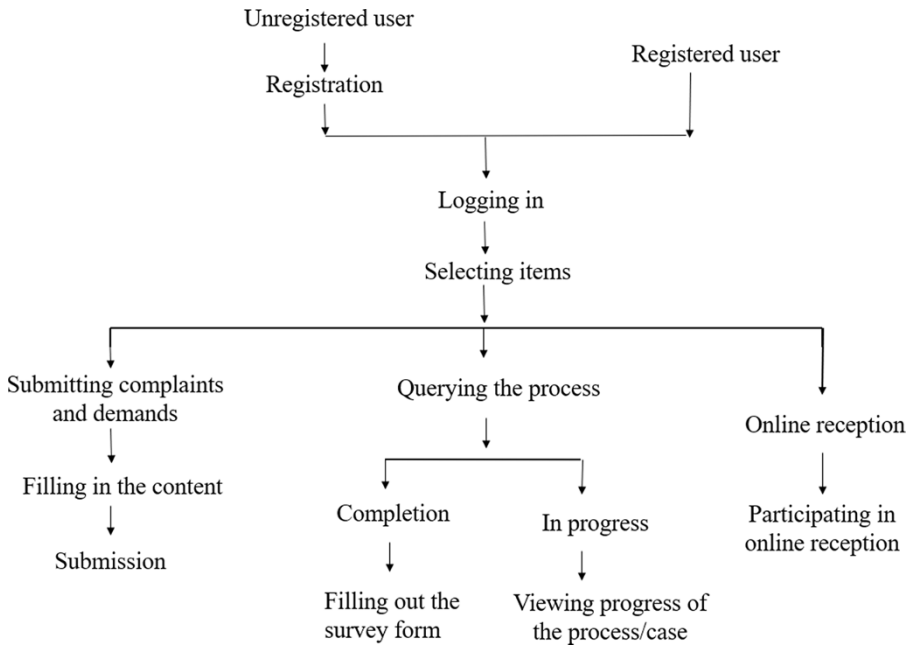 Unregistered user
Registered user
Registration
Logging in
Selecting items
Submitting complaints
and demands
Querying the process
Online reception
Filling in the content
Completion
In progress
Participating in
online reception
Submission
Filling out the
survey form
Viewing progress of
the process/case